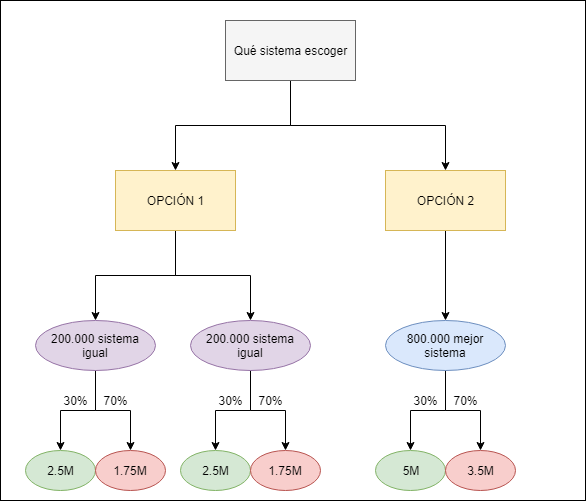 Qué sistema escoger
OPCIÓN 1
OPCIÓN 2
200.000 sistema
igual
200.000 sistema
igual
800.000 mejor
sistema
30%
70%
30%
70%
30%
70%
2.5M
1.75M
2.5M
1.75M
5M
3.5M